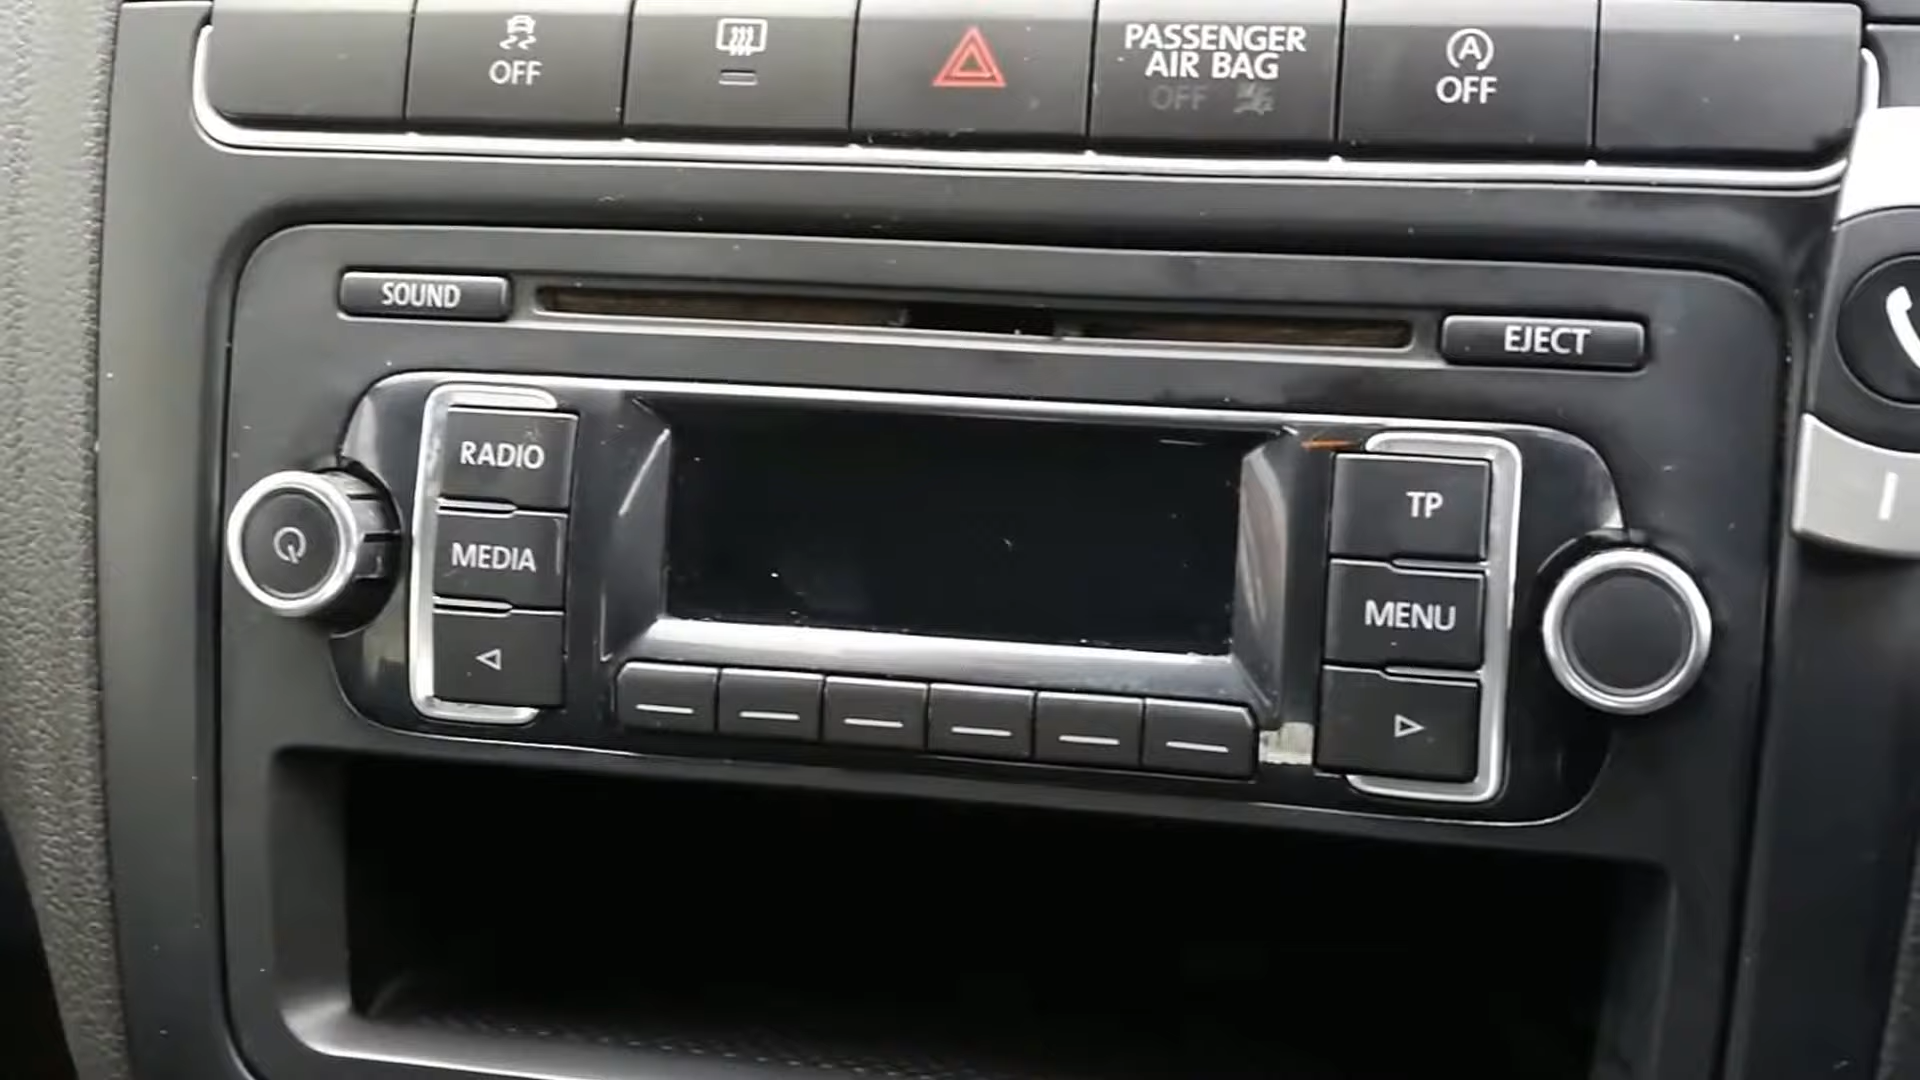 OFF
PASSENGER
AIR BAG
OFF
OFF
SOUND
EJECT
RADIO
TP
MEDIA
MENU